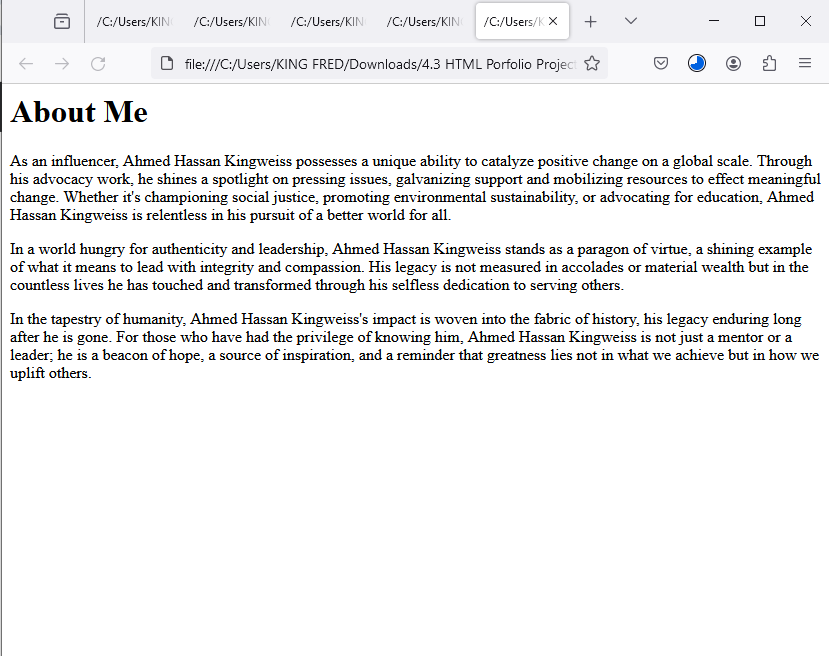 /C:/Users/KIN /C:/Users/KIN /C:/Users/KIN /C:/Users/KIN /C:/Users/K
file:///C:/Users/KING FRED/Downloads/4.3 HTML Porfolio Project
About Me
As an influencer, Ahmed Hassan Kingweiss possesses a unique ability to catalyze positive change on a global scale. Through
his advocacy work, he shines a spotlight on pressing issues, galvanizing support and mobilizing resources to effect meaningful
change. Whether it's championing social justice, promoting environmental sustainability, or advocating for education, Ahmed
Hassan Kingweiss is relentless in his pursuit of a better world for all.
In a world hungry for authenticity and leadership, Ahmed Hassan Kingweiss stands as a paragon of virtue, a shining example
of what it means to lead with integrity and compassion. His legacy is not measured in accolades or material wealth but in the
countless lives he has touched and transformed through his selfless dedication to serving others.
In the tapestry of humanity, Ahmed Hassan Kingweiss's impact is woven into the fabric of history, his legacy enduring long
after he is gone. For those who have had the privilege of knowing him, Ahmed Hassan Kingweiss is not just a mentor or a
leader; he is a beacon of hope, a source of inspiration, and a reminder that greatness lies not in what we achieve but in how we
uplift others.